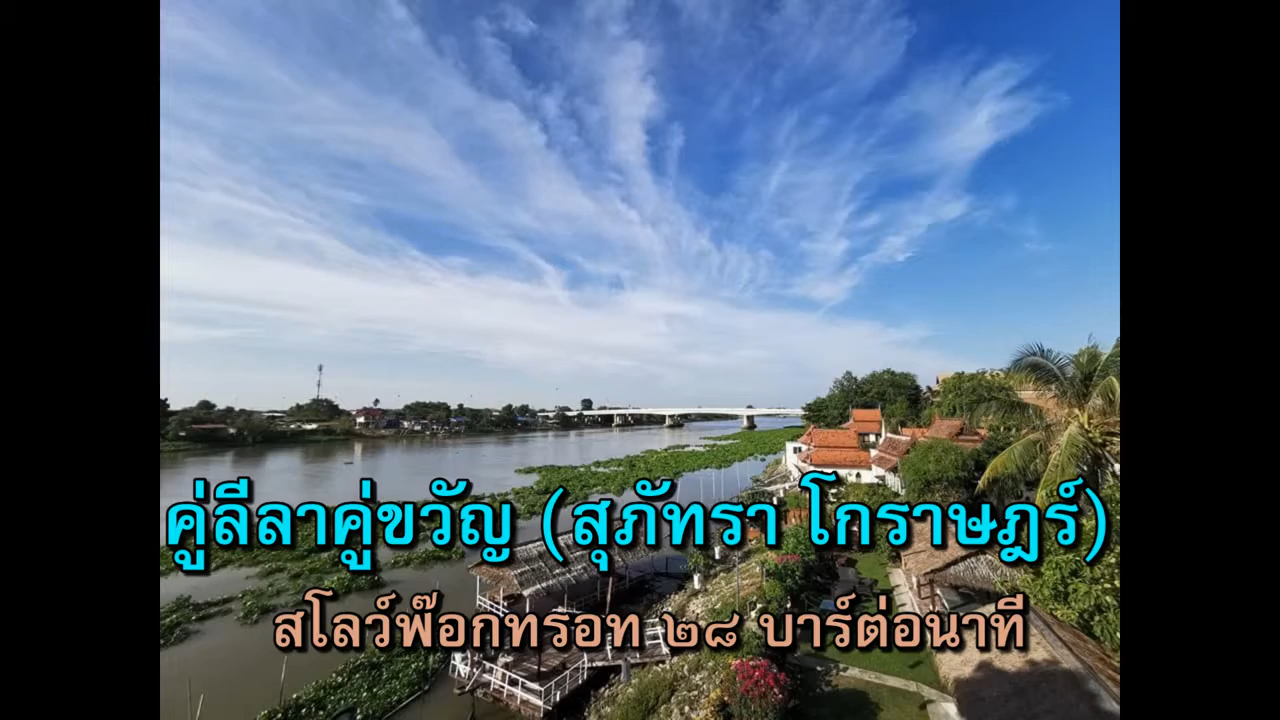 คู่ลีลาคู่ขวัญ (สุภัทรา โกราษฎร์)
สโลว์ฟ๊อกทรอท ๒๘ บาร์ต่อนาที